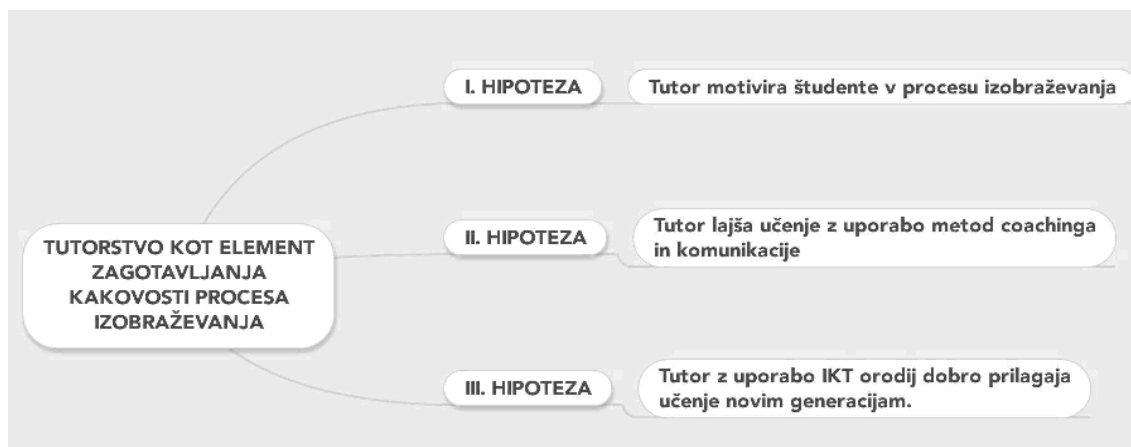 I. HIPOTEZA
Tutor motivira študente v procesu izobraževanja
TUTORSTVO KOT ELEMENT
ZAGOTAVLJANJA
KAKOVOSTI PROCESA
IZOBRAŽEVANJA
II. HIPOTEZA
Tutor lajša učenje z uporabo metod coachinga
in komunikacije
III. HIPOTEZA
Tutor z uporabo IKT orodij dobro prilagaja
učenje novim generacijam.